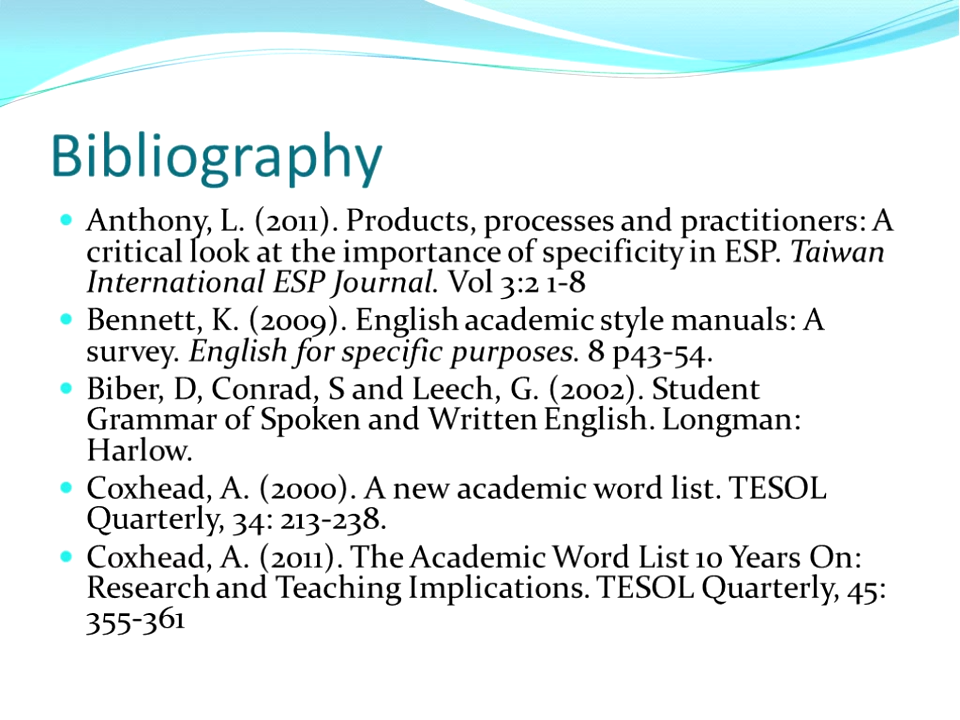 Bibliography
Anthony, L. (2011). Products, processes and practitioners: A
critical look at the importance of specificity in ESP. Taiwan
International ESP Journal. Vol 3:2 1-8
Bennett, K. (2009). English academic style manuals: A
survey. English for specific purposes. 8 p43-54.
Biber, D, Conrad, S and Leech, G. (2002). Student
Grammar of Spoken and Written English. Longman:
Harlow.
Coxhead, A. (2000). A new academic word list. TESOL
Quarterly, 34: 213-238.
Coxhead, A. (2011). The Academic Word List 10 Years On:
Research and Teaching Implications. TESOL Quarterly, 45:
355-361